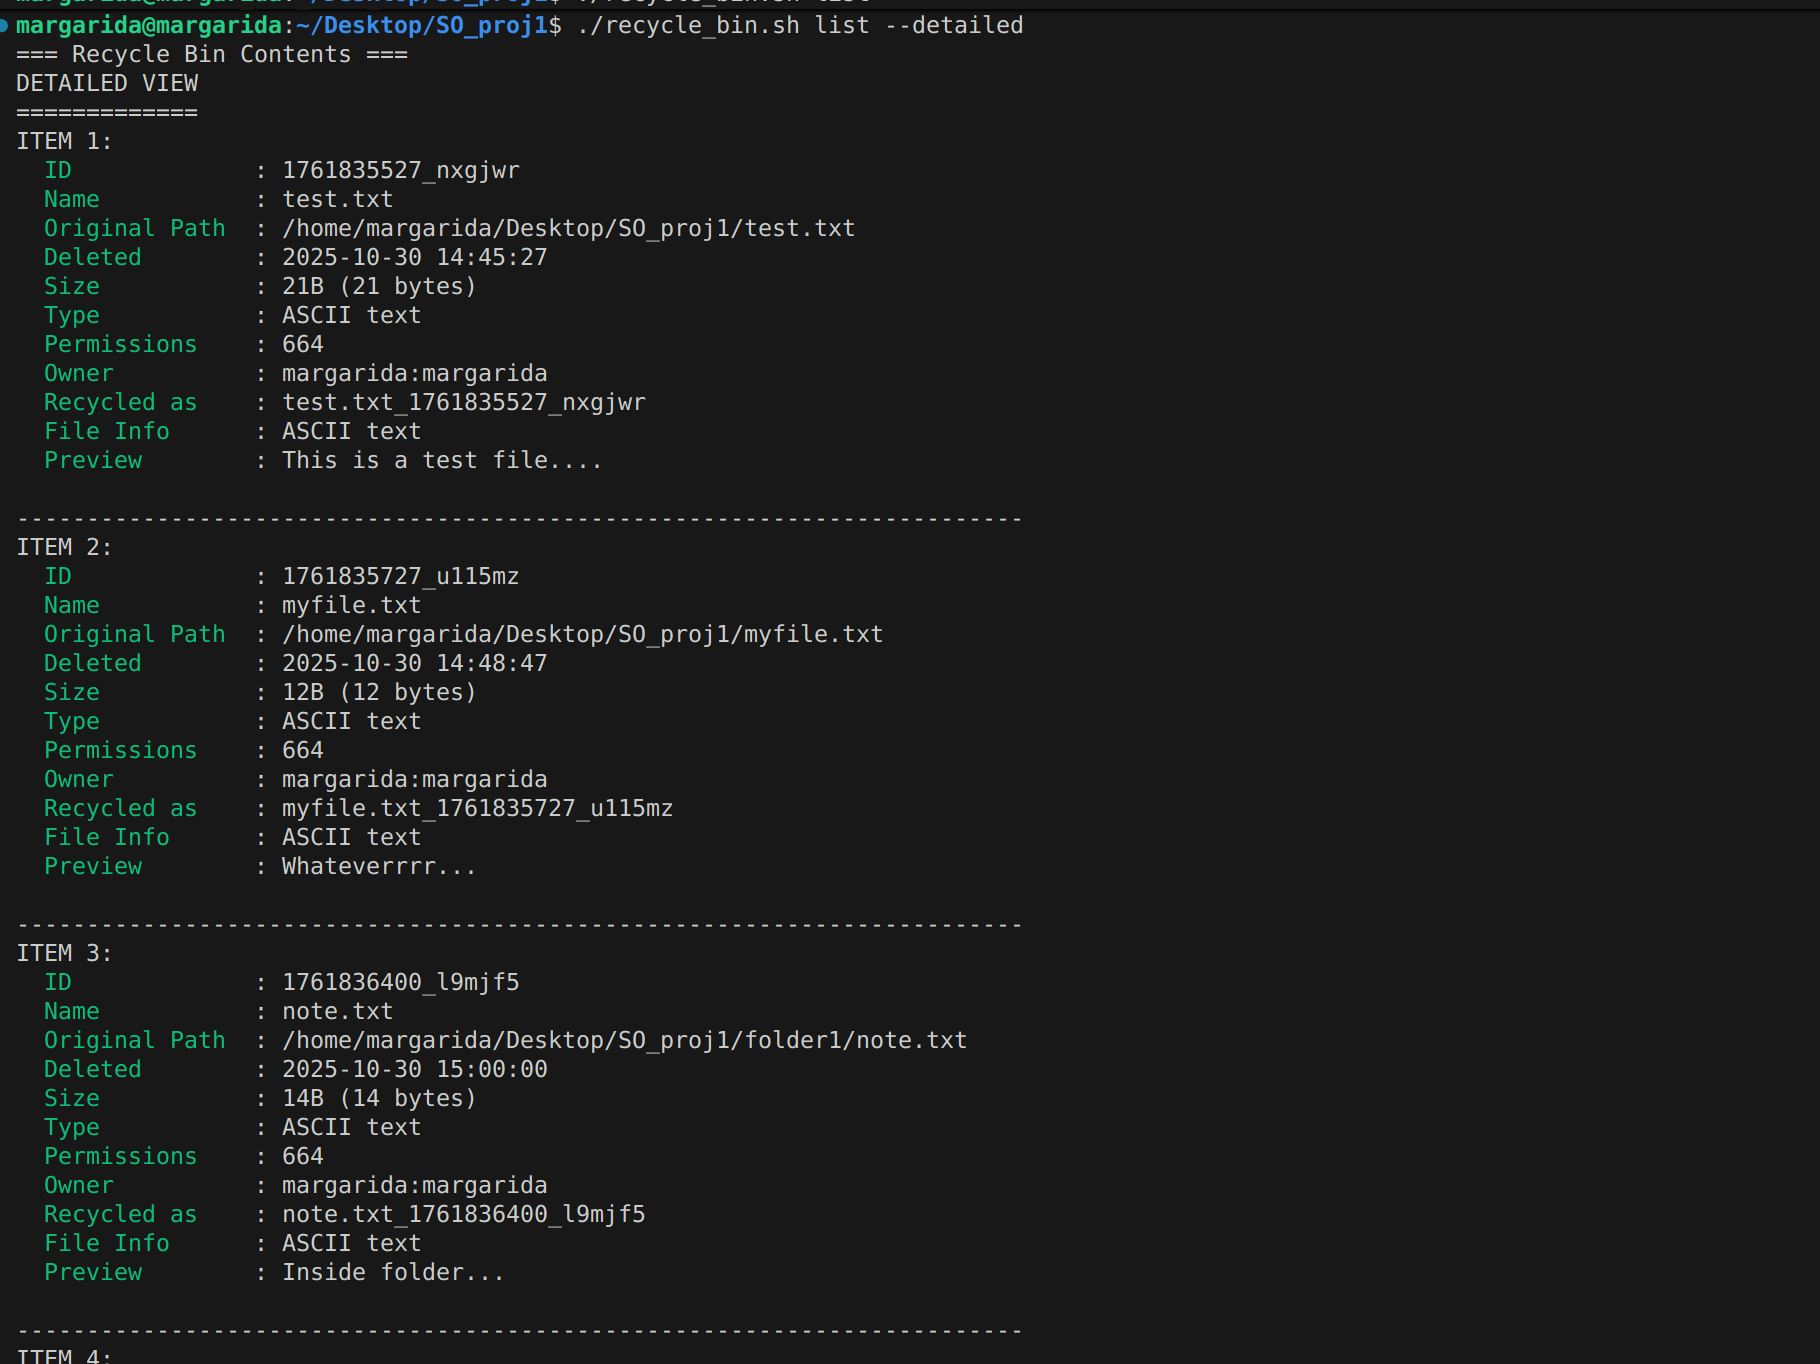 margarida@margarida:~/Desktop/SO_proj1$ ./recycle_bin.sh list
margarida@margarida:~/Desktop/SO_proj1$ ./recycle_bin.sh list --detailed
=== Recycle Bin Contents ===
DETAILED VIEW
=============
ITEM 1:
  ID             : 1761835527_nxgjwr
  Name           : test.txt
  Original Path  : /home/margarida/Desktop/SO_proj1/test.txt
  Deleted        : 2025-10-30 14:45:27
  Size           : 21B (21 bytes)
  Type           : ASCII text
  Permissions    : 664
  Owner          : margarida:margarida
  Recycled as    : test.txt_1761835527_nxgjwr
  File Info      : ASCII text
  Preview        : This is a test file....
------------------------------------------------------------------------
ITEM 2:
  ID             : 1761835727_u115mz
  Name           : myfile.txt
  Original Path  : /home/margarida/Desktop/SO_proj1/myfile.txt
  Deleted        : 2025-10-30 14:48:47
  Size           : 12B (12 bytes)
  Type           : ASCII text
  Permissions    : 664
  Owner          : margarida:margarida
  Recycled as    : myfile.txt_1761835727_u115mz
  File Info      : ASCII text
  Preview        : Whateverrrr...
------------------------------------------------------------------------
ITEM 3:
  ID             : 1761836400_l9mjf5
  Name           : note.txt
  Original Path  : /home/margarida/Desktop/SO_proj1/folder1/note.txt
  Deleted        : 2025-10-30 15:00:00
  Size           : 14B (14 bytes)
  Type           : ASCII text
  Permissions    : 664
  Owner          : margarida:margarida
  Recycled as    : note.txt_1761836400_l9mjf5
  File Info      : ASCII text
  Preview        : Inside folder...
------------------------------------------------------------------------
ITEM 4: